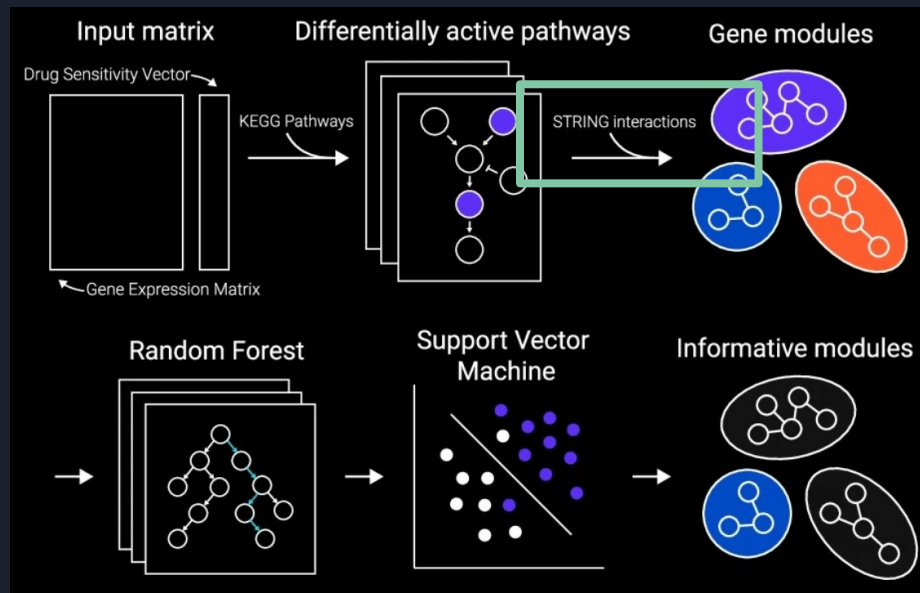 Input matrix
Differentially active pathways
Gene modules
Drug Sensitivity Vector
KEGG Pathways
STRING interactions
Gene Expression Matrix
Random Forest
Support Vector
Machine
Informative modules